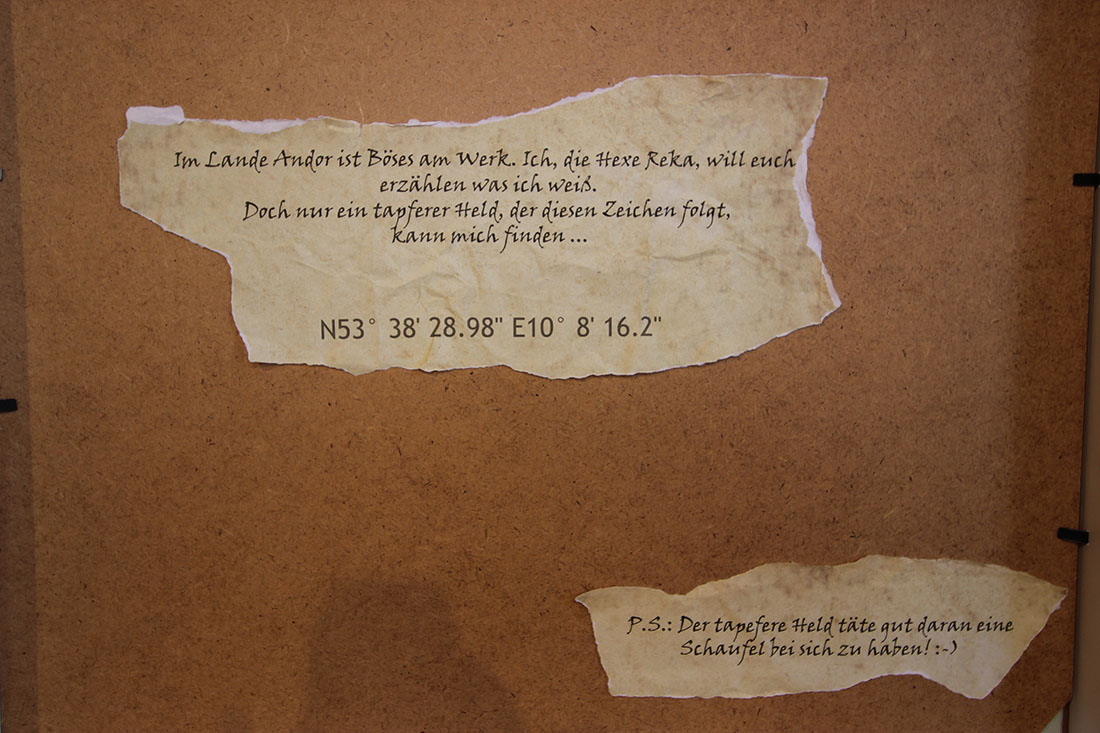 Im Lande Andor ist Böses am Werk. Ich, die Hexe Reka, will euch
erzählen was ich weiß.
Doch nur ein tapferer Held, der diesen Zeichen folgt,
kann mich finden ...
N53° 38' 28.98" E10° 8' 16.2"
P.S.: Der tapefere Held täte gut daran eine
Schaufel bei sich zu haben! :-)